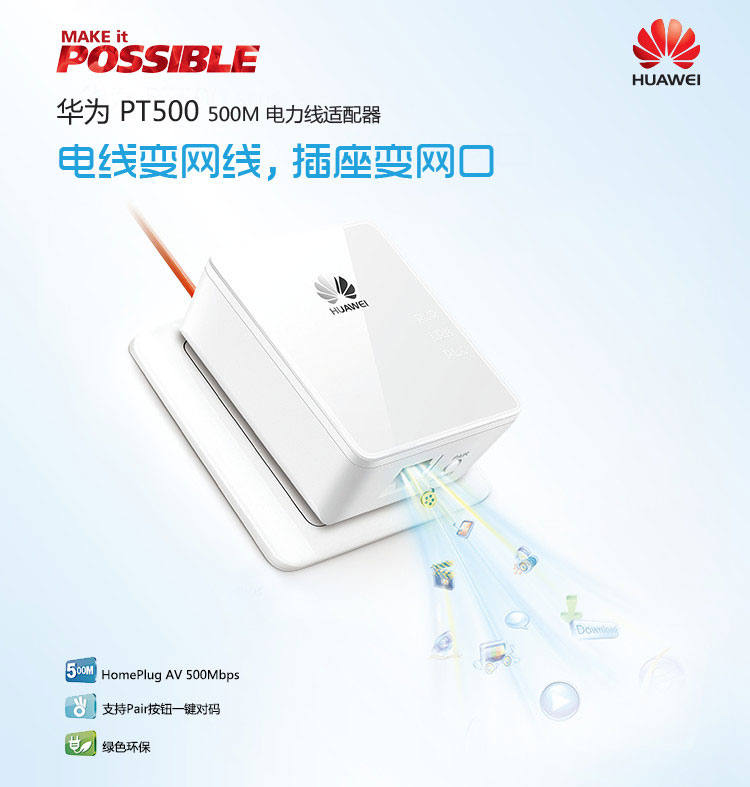 MAKE it
POSSIBLE
HUAWEI
华为 PT500 500M 电力线适配器
电线变网线，插座变网口
HUAWEI
PAIR
Download
500M HomePlug AV 500Mbps
支持Pair按钮一键对码
绿色环保